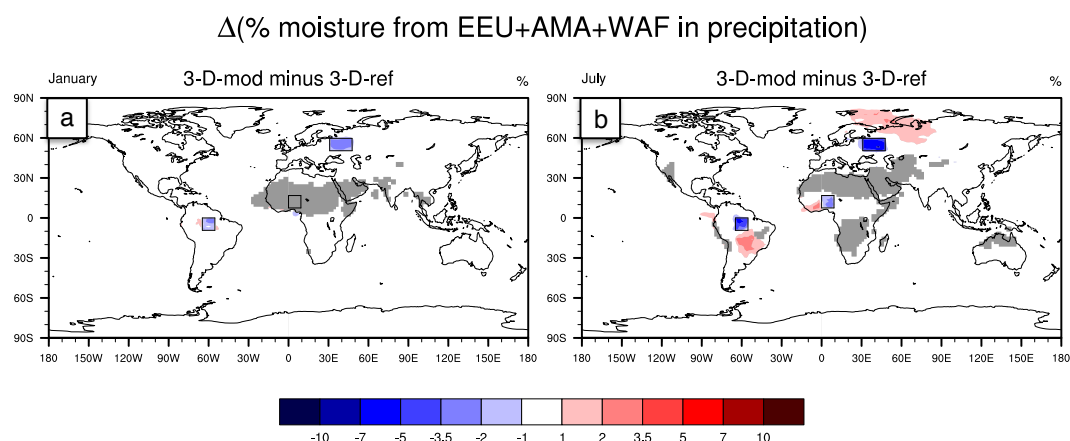 Δ(% moisture from EEU+AMA+WAF in precipitation)
January 3-D-mod minus 3-D-ref %
July 3-D-mod minus 3-D-ref %
a
b
90N
60N
30N
0
30S
60S
90S
180 150W 120W 90W 60W 30W 0 30E 60E 90E 120E 150E 180
90N
60N
30N
0
30S
60S
90S
180 150W 120W 90W 60W 30W 0 30E 60E 90E 120E 150E 180
-10 -7 -5 -3.5 -2 -1 1 2 3.5 5 7 10